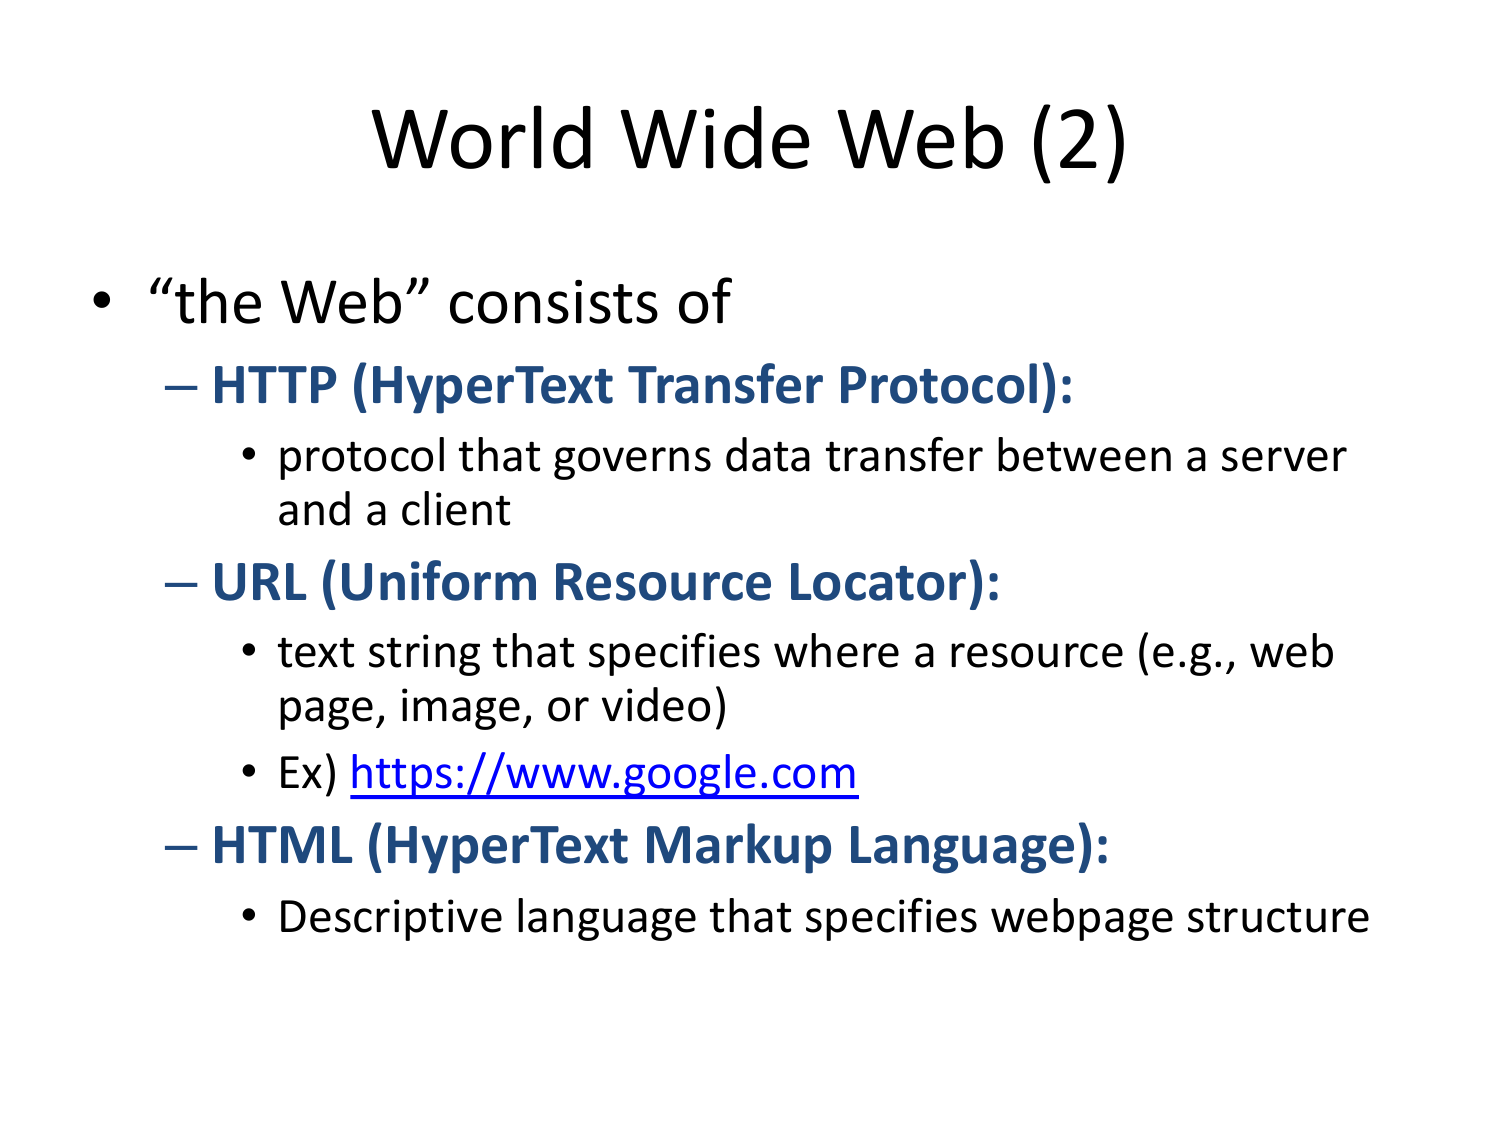 World Wide Web (2)
• “the Web” consists of
– HTTP (HyperText Transfer Protocol):
• protocol that governs data transfer between a server
and a client
– URL (Uniform Resource Locator):
• text string that specifies where a resource (e.g., web
page, image, or video)
• Ex) https://www.google.com
– HTML (HyperText Markup Language):
• Descriptive language that specifies webpage structure